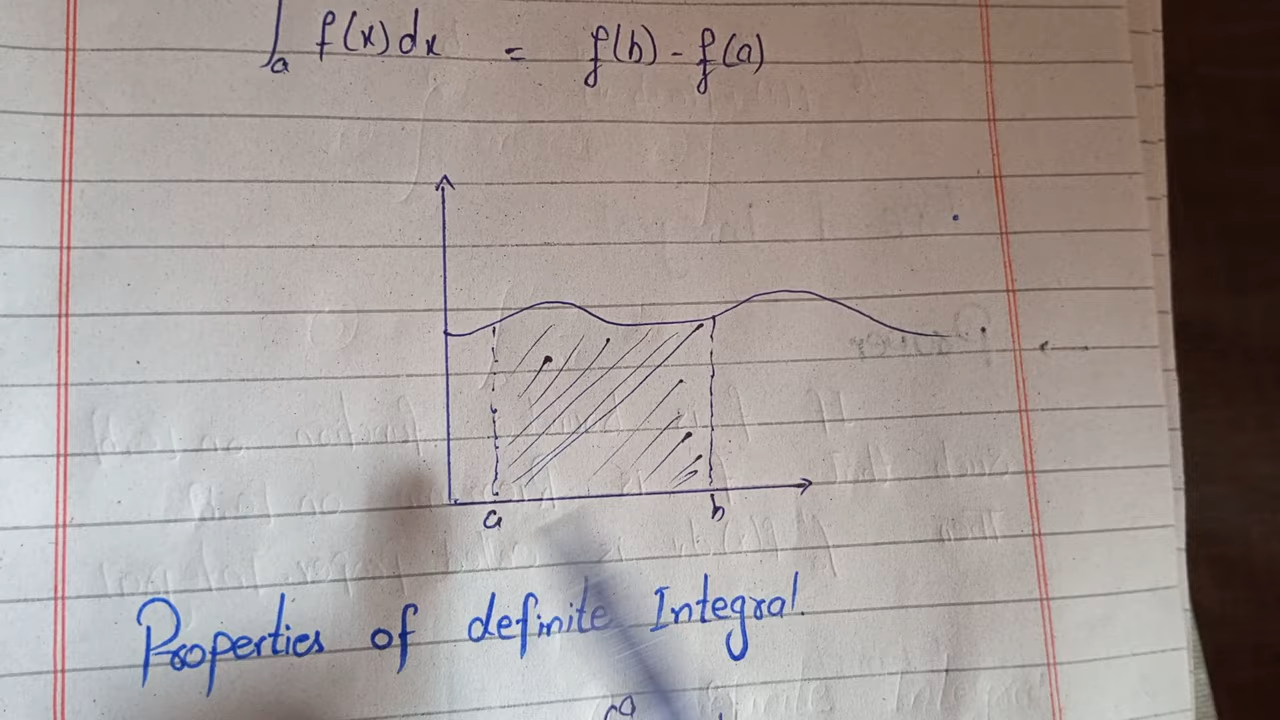 ∫a f(x) dx = f(b) - f(a)
a b
Properties of definite Integral.